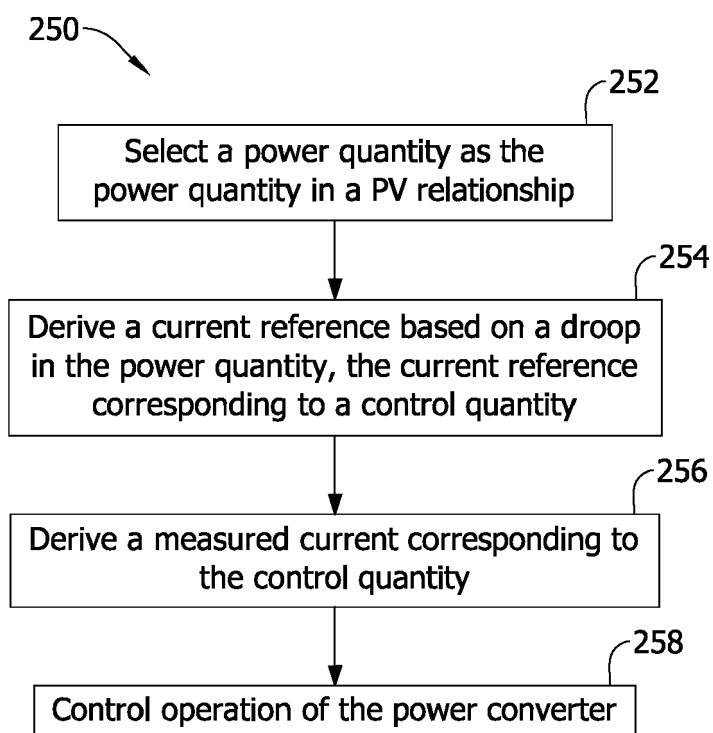 250
252
Select a power quantity as the
power quantity in a PV relationship
254
Derive a current reference based on a droop
in the power quantity, the current reference
corresponding to a control quantity
256
Derive a measured current corresponding to
the control quantity
258
Control operation of the power converter